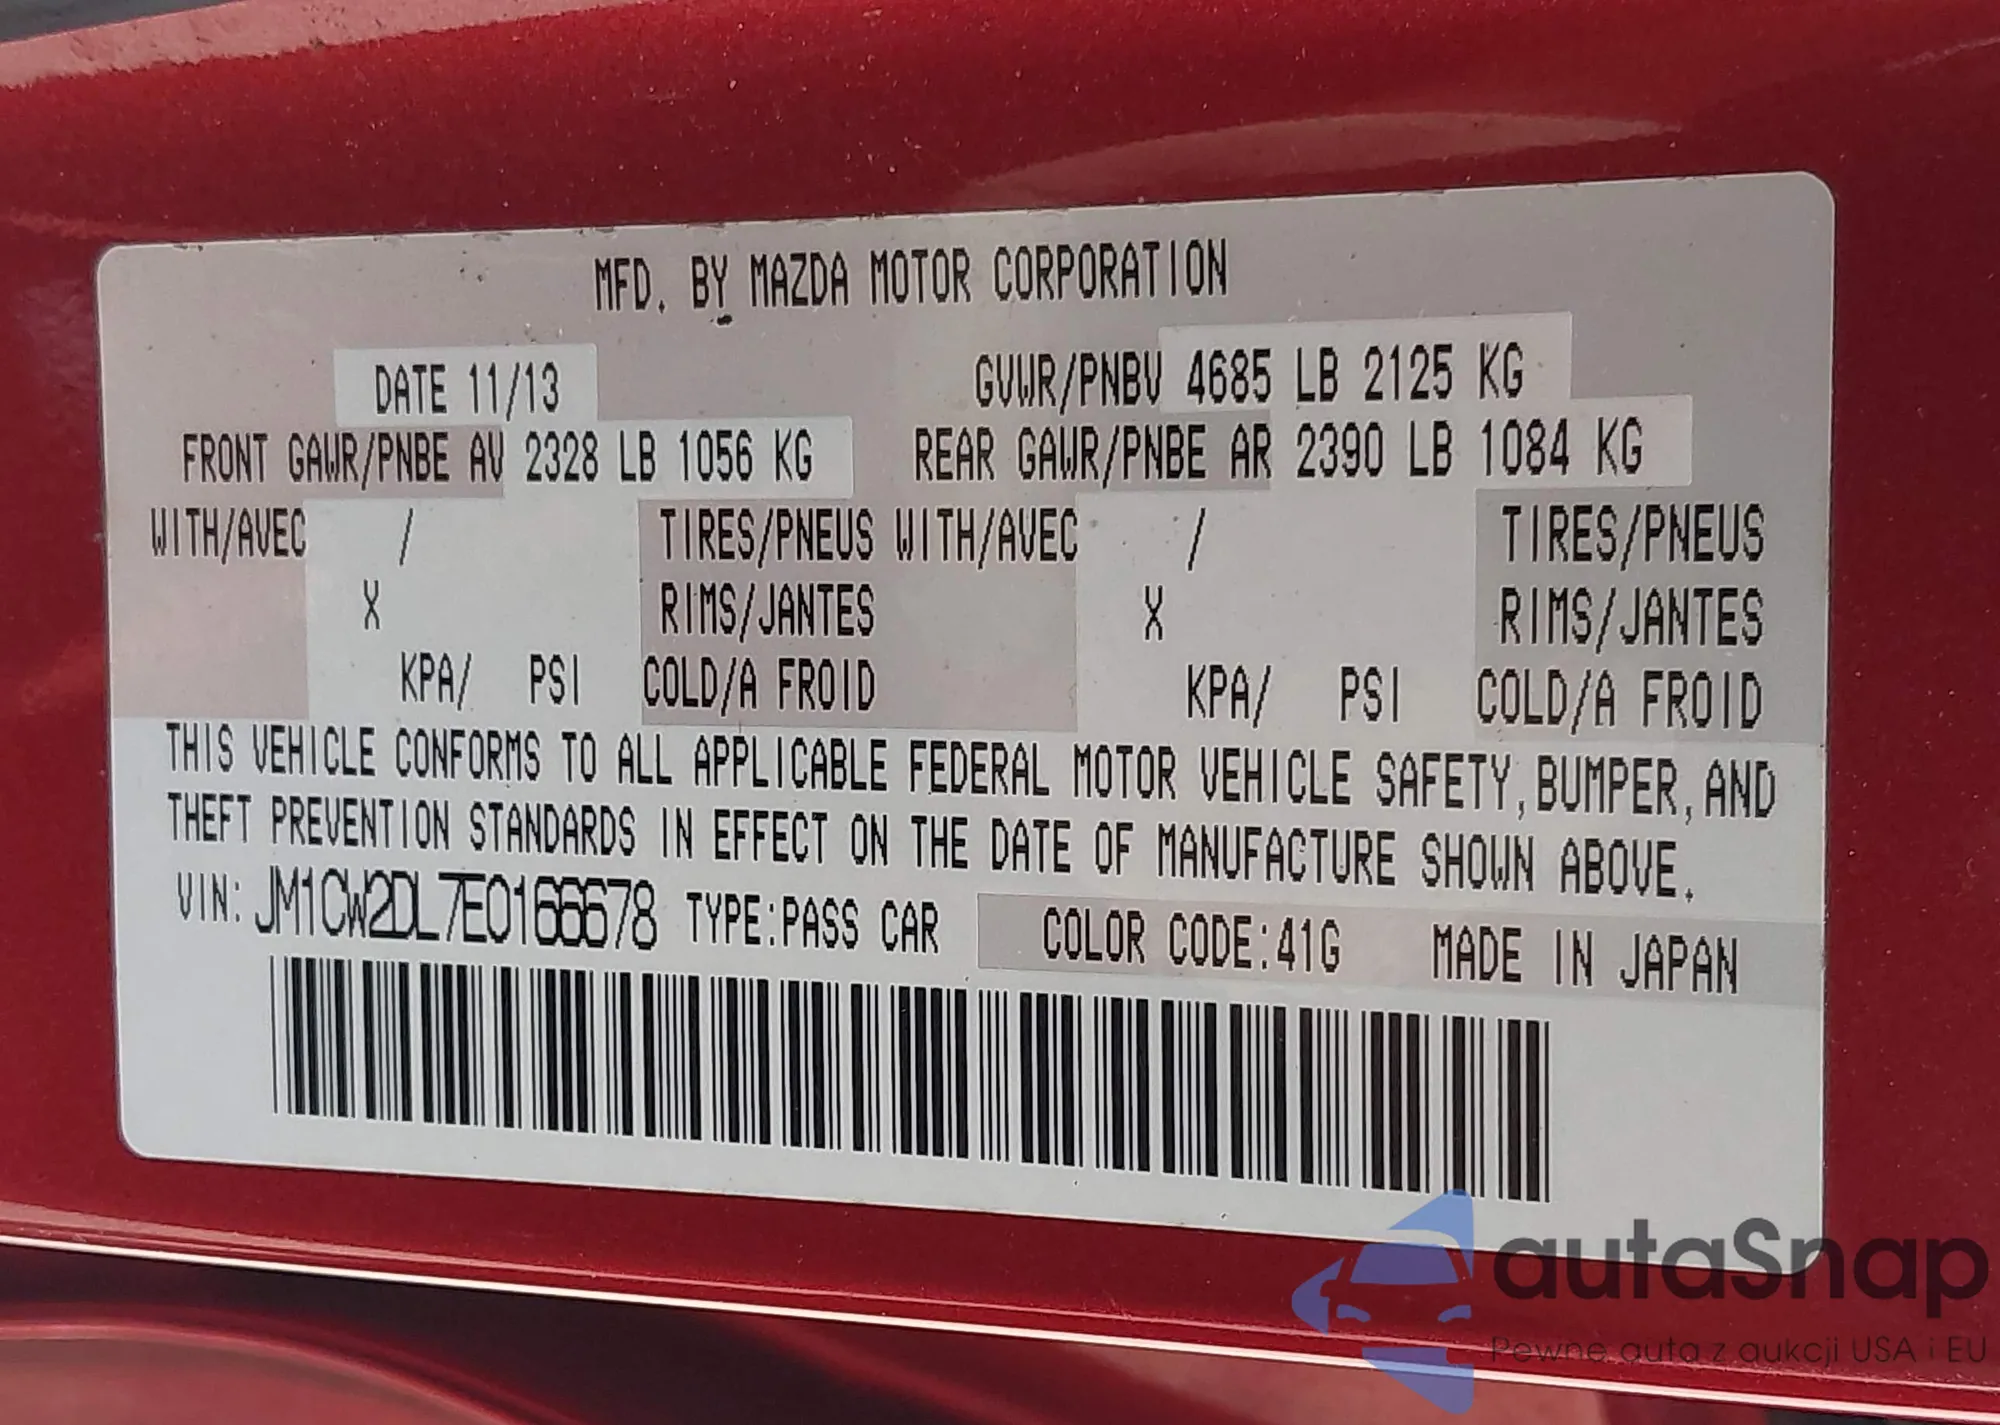 MFD. BY MAZDA MOTOR CORPORATION
DATE 11/13 GVWR/PNBV 4685 LB 2125 KG
FRONT GAWR/PNBE AV 2328 LB 1056 KG REAR GAWR/PNBE AR 2390 LB 1084 KG
WITH/AVEC / TIRES/PNEUS WITH/AVEC / TIRES/PNEUS
X RIMS/JANTES X RIMS/JANTES
KPA/ PSI COLD/A FROID KPA/ PSI COLD/A FROID
THIS VEHICLE CONFORMS TO ALL APPLICABLE FEDERAL MOTOR VEHICLE SAFETY,BUMPER,AND
THEFT PREVENTION STANDARDS IN EFFECT ON THE DATE OF MANUFACTURE SHOWN ABOVE.
VIN: JM1CW2DL7E0166678 TYPE:PASS CAR COLOR CODE:41G MADE IN JAPAN
autaSnap
Pewne auta z aukcji USA i EU